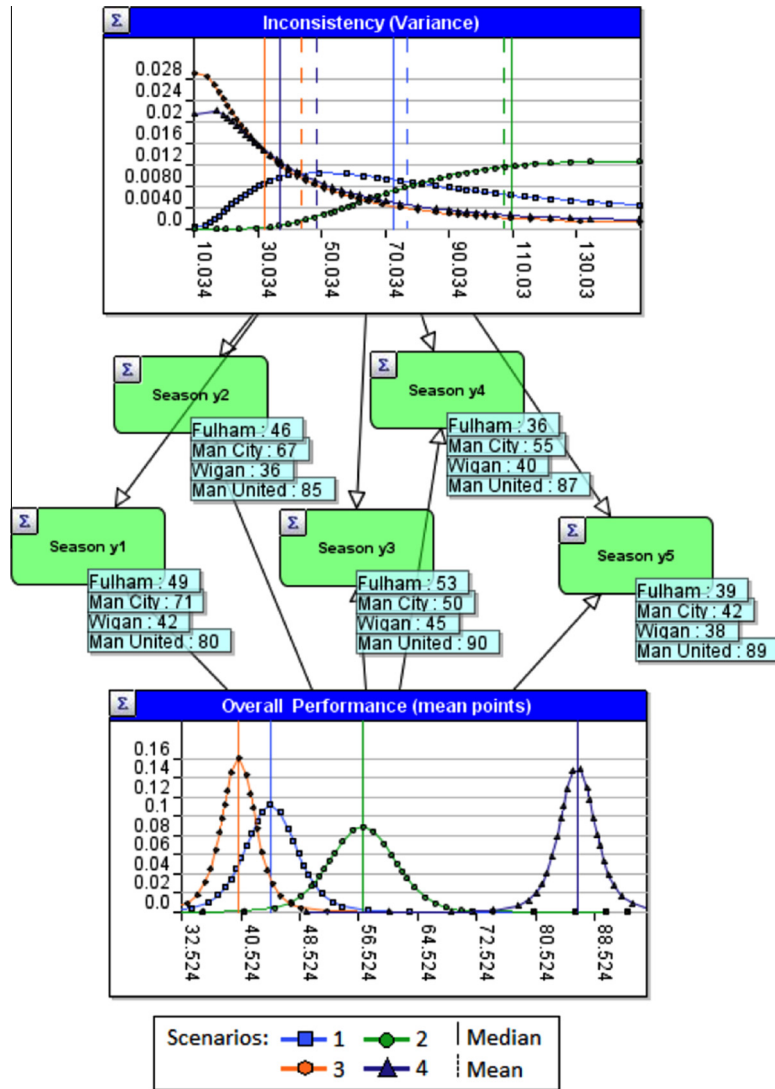 Σ Inconsistency (Variance)
0.028
0.024
0.02
0.016
0.012
0.0080
0.0040
0.0
10.034 30.034 50.034 70.034 90.034 110.03 130.03
Σ Season y2
Fulham : 46
Man City : 67
Wigan : 36
Man United : 85
Σ Season y4
Fulham : 36
Man City : 55
Wigan : 40
Man United : 87
Σ Season y1
Fulham : 49
Man City : 71
Wigan : 42
Man United : 80
Σ Season y3
Fulham : 53
Man City : 50
Wigan : 45
Man United : 90
Σ Season y5
Fulham : 39
Man City : 42
Wigan : 38
Man United : 89
Σ Overall Performance (mean points)
0.16
0.14
0.12
0.1
0.08
0.06
0.04
0.02
0.0
32.524 40.524 48.524 56.524 64.524 72.524 80.524 88.524
Scenarios: 1 2 Median
3 4 Mean